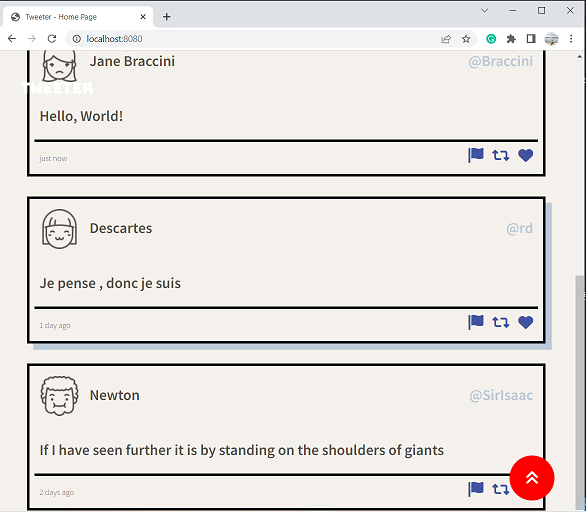 Tweeter - Home Page
localhost:8080
Jane Braccini @Braccini
TWEETER
Hello, World!
just now
Descartes @rd
Je pense , donc je suis
1 day ago
Newton @SirIsaac
If I have seen further it is by standing on the shoulders of giants
2 days ago